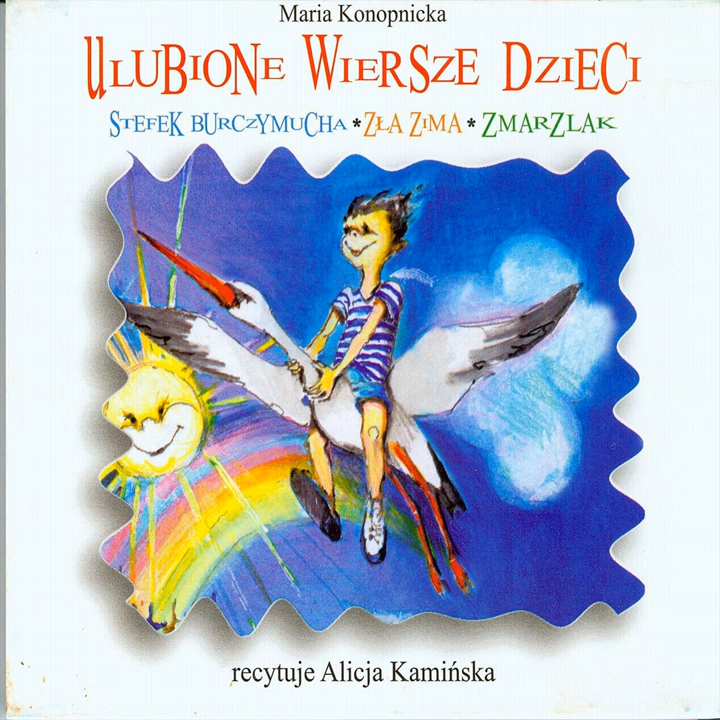 Maria Konopnicka
ULUBIONE WIERSZE DZIECI
STEFEK BURCZYMUCHA * ZŁA ZIMA * ZMARZLAK
recytuje Alicja Kamińska